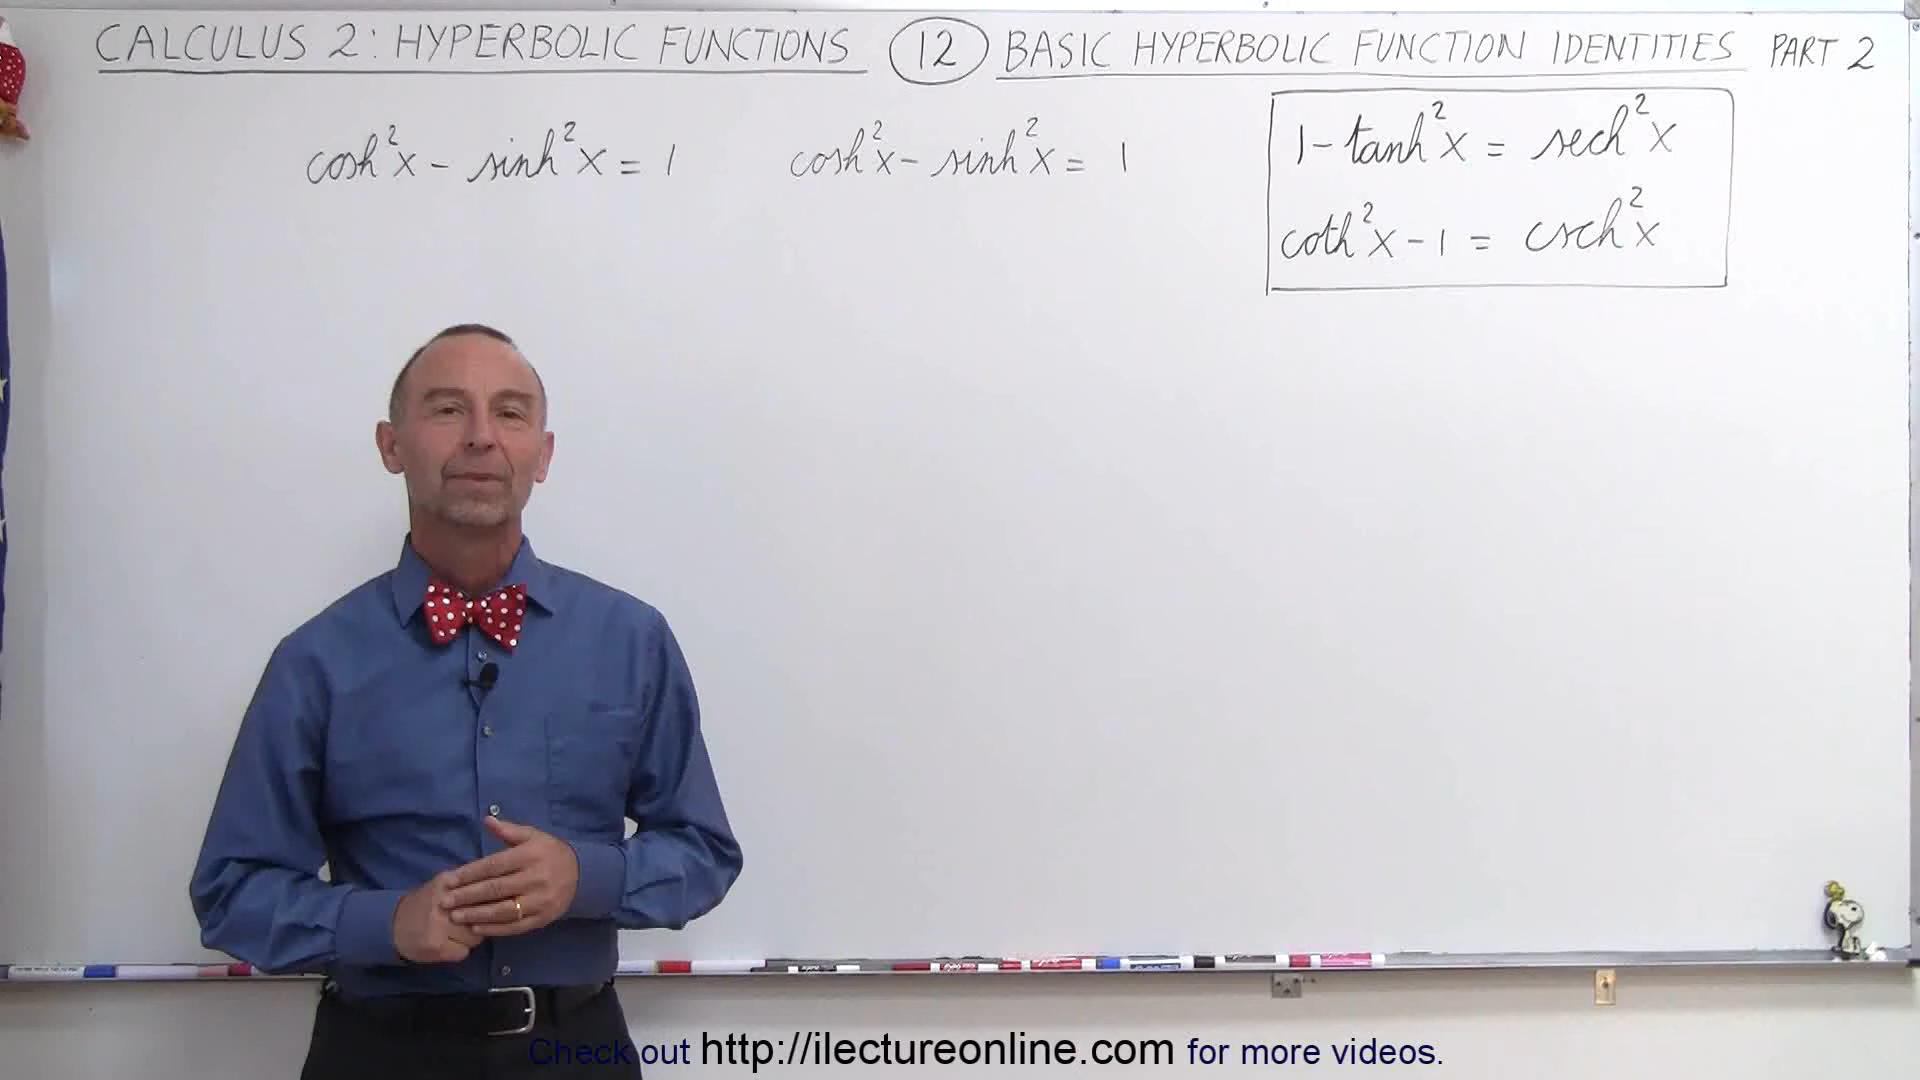 CALCULUS 2: HYPERBOLIC FUNCTIONS (12) BASIC HYPERBOLIC FUNCTION IDENTITIES PART 2
cosh²x - sinh²x = 1 cosh²x - sinh²x = 1
1 - tanh²x = sech²x
coth²x - 1 = csch²x
Check out http://ilectureonline.com for more videos.